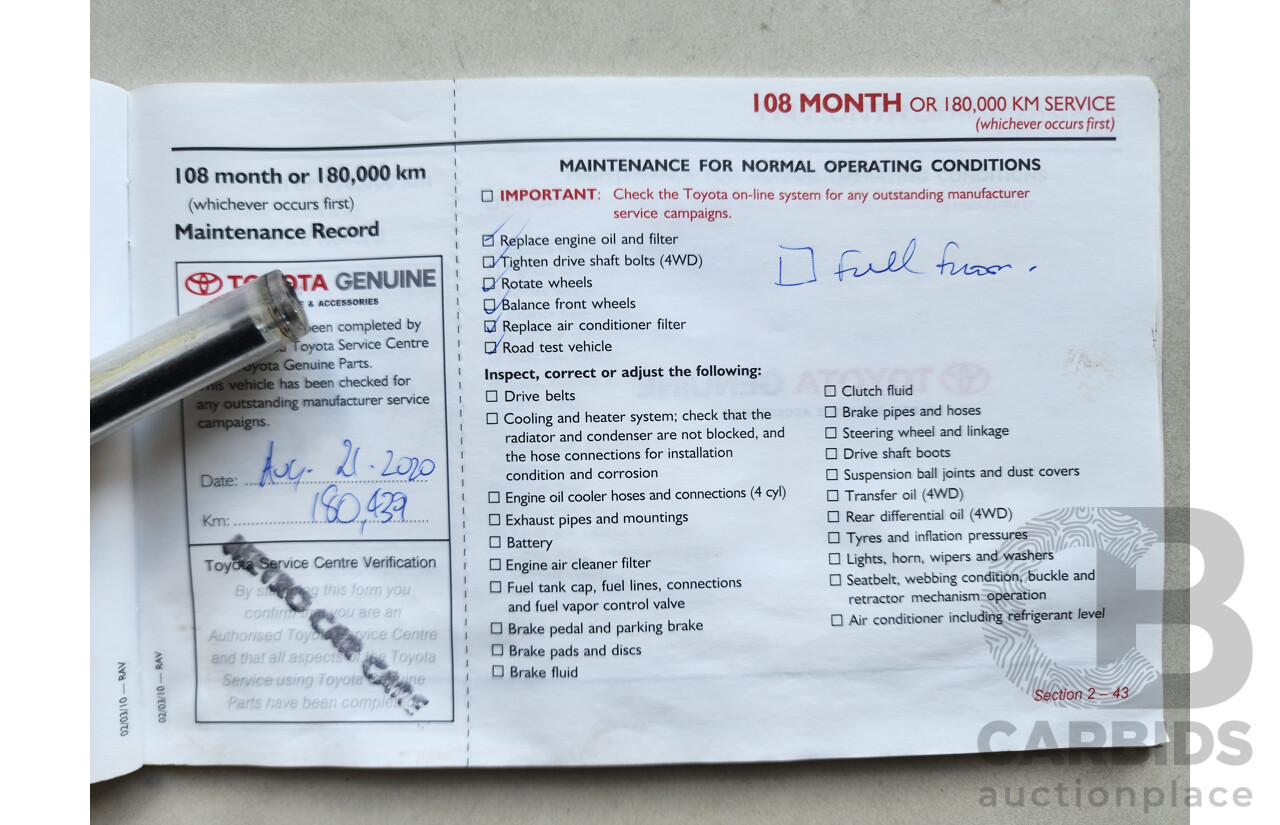 108 MONTH OR 180,000 KM SERVICE
(whichever occurs first)
108 month or 180,000 km
(whichever occurs first)
Maintenance Record
TOYOTA GENUINE
& ACCESSORIES
been completed by
Toyota Service Centre
Toyota Genuine Parts.
This vehicle has been checked for
any outstanding manufacturer service
campaigns.
Date: Aug. 21. 2020
Km: 180,439
Toyota Service Centre Verification
By stamping this form you
confirm that you are an
Authorised Toyota Service Centre
and that all aspects of the Toyota
Service using Toyota Genuine
Parts have been completed.
METRO CAR CARE
02/03/10 — RAV
02/03/10 — RAV
MAINTENANCE FOR NORMAL OPERATING CONDITIONS
IMPORTANT: Check the Toyota on-line system for any outstanding manufacturer
service campaigns.
Replace engine oil and filter
Tighten drive shaft bolts (4WD)
Rotate wheels
Balance front wheels
Replace air conditioner filter
Road test vehicle
Full
Inspect, correct or adjust the following:
Drive belts
Cooling and heater system; check that the
radiator and condenser are not blocked, and
the hose connections for installation
condition and corrosion
Engine oil cooler hoses and connections (4 cyl)
Exhaust pipes and mountings
Battery
Engine air cleaner filter
Fuel tank cap, fuel lines, connections
and fuel vapor control valve
Brake pedal and parking brake
Brake pads and discs
Brake fluid
Clutch fluid
Brake pipes and hoses
Steering wheel and linkage
Drive shaft boots
Suspension ball joints and dust covers
Transfer oil (4WD)
Rear differential oil (4WD)
Tyres and inflation pressures
Lights, horn, wipers and washers
Seatbelt, webbing condition, buckle and
retractor mechanism operation
Air conditioner including refrigerant level
Section 2 – 43
CB
CARBIDS
auctionplace